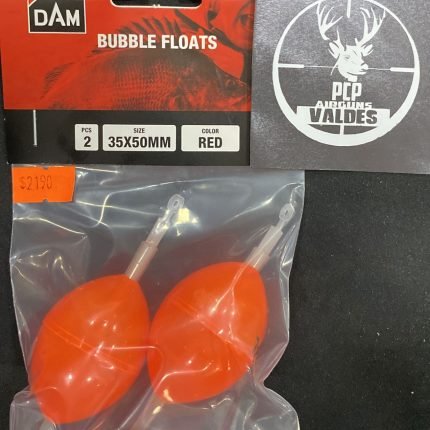 DAM
BUBBLE FLOATS
PCS
2
SIZE
35X50MM
COLOR
RED
PCP
AIRGUNS
VALDES
$2190